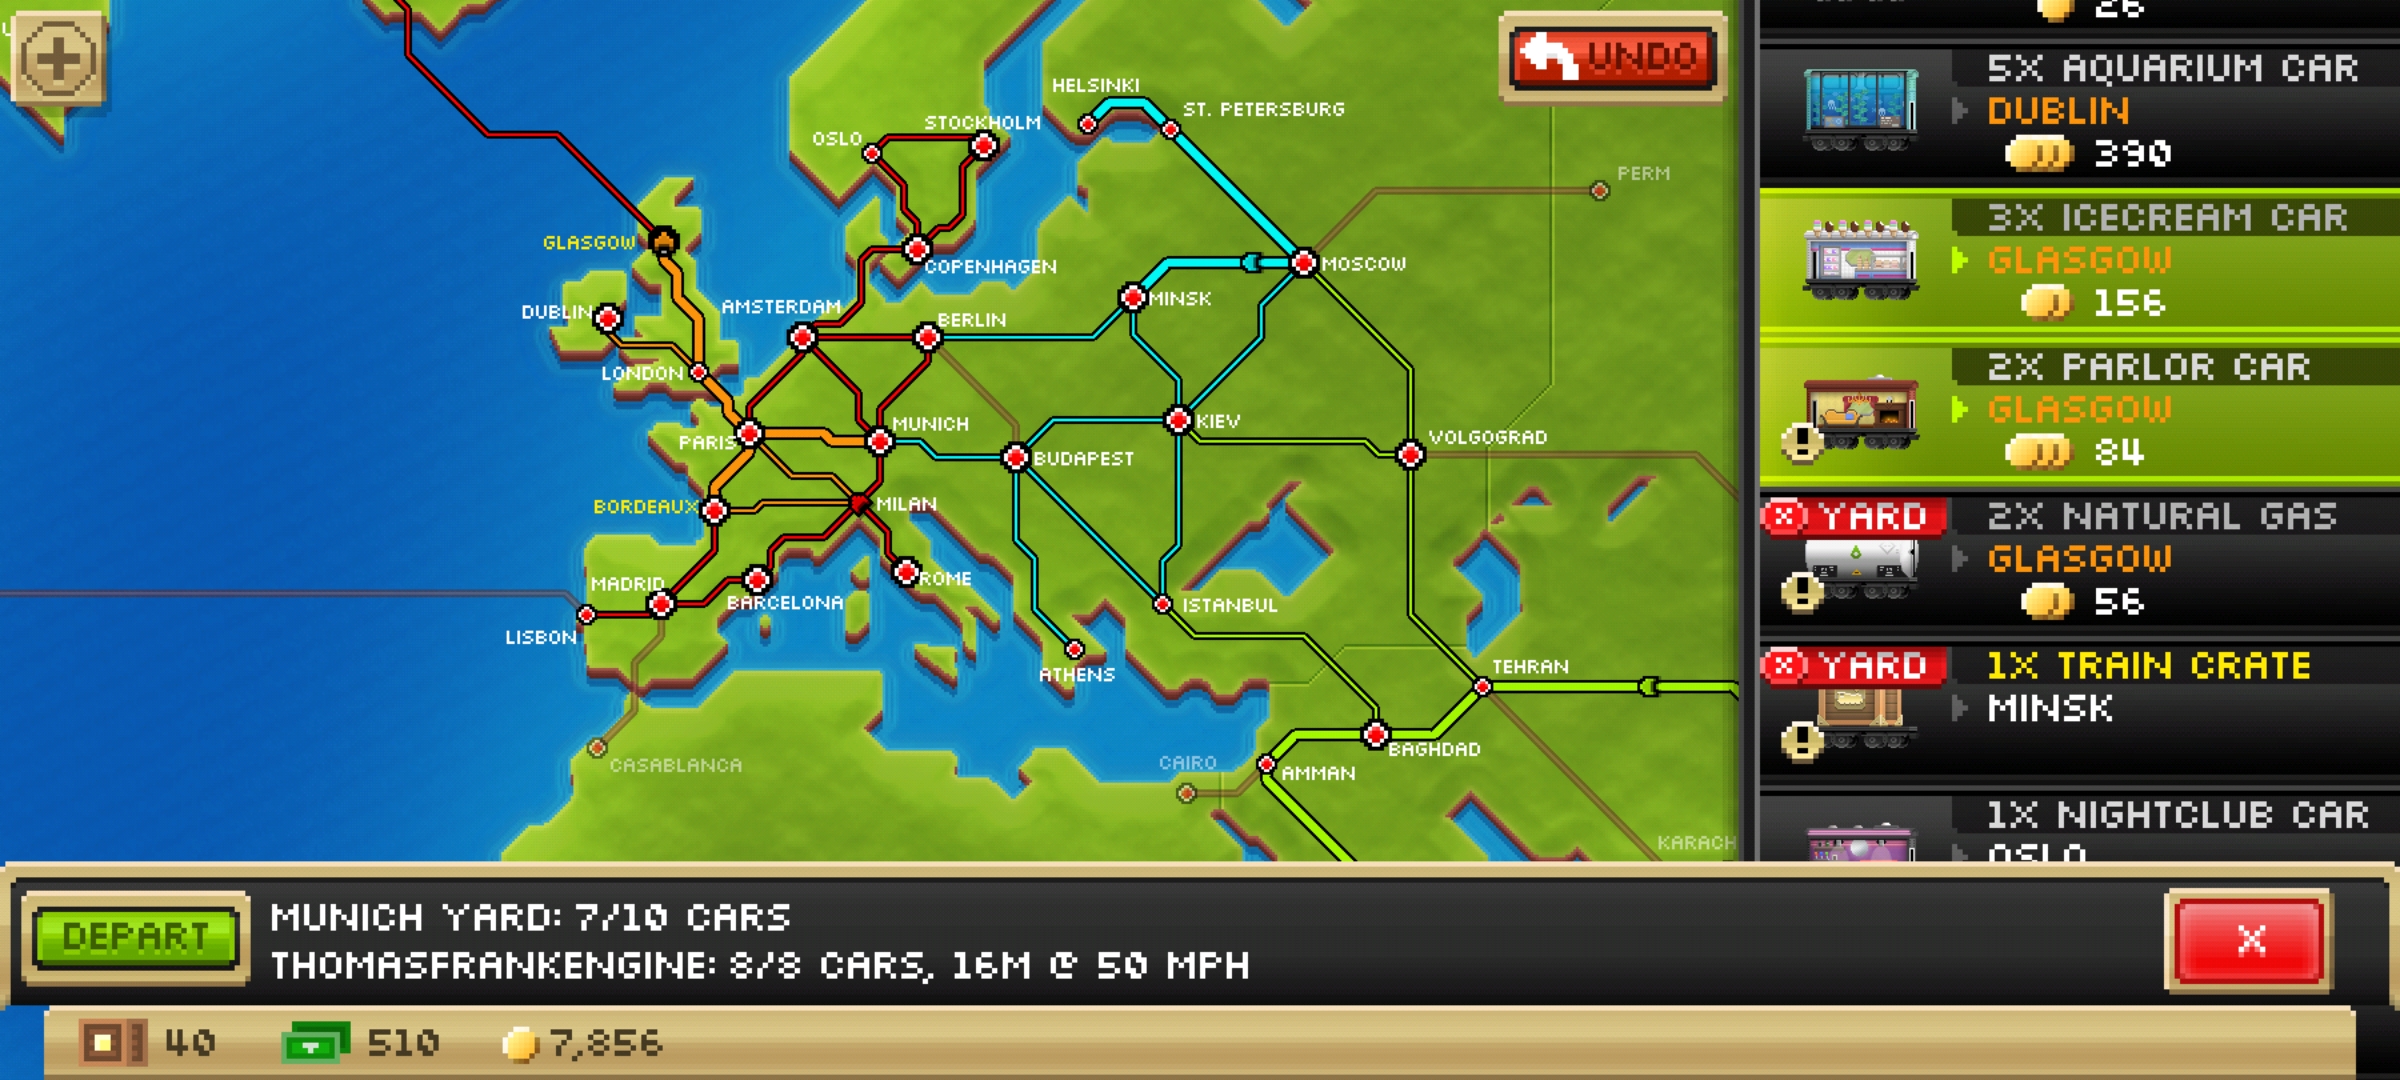 UNDO
HELSINKI
ST. PETERSBURG
STOCKHOLM
OSLO
PERM
GLASGOW
COPENHAGEN
MOSCOW
MINSK
DUBLIN
AMSTERDAM
BERLIN
LONDON
MUNICH
KIEV
PARIS
BUDAPEST
VOLGOGRAD
BORDEAUX
MILAN
MADRID
ROME
BARCELONA
ISTANBUL
LISBON
ATHENS
TEHRAN
CASABLANCA
CAIRO
BAGHDAD
AMMAN
KARACH
26
5X AQUARIUM CAR
DUBLIN
390
3X ICECREAM CAR
GLASGOW
156
2X PARLOR CAR
GLASGOW
84
YARD
2X NATURAL GAS
GLASGOW
56
YARD
1X TRAIN CRATE
MINSK
1X NIGHTCLUB CAR
OSLO
DEPART
MUNICH YARD: 7/10 CARS
THOMASFRANKENGINE: 8/8 CARS, 16M @ 50 MPH
X
40
510
7,856